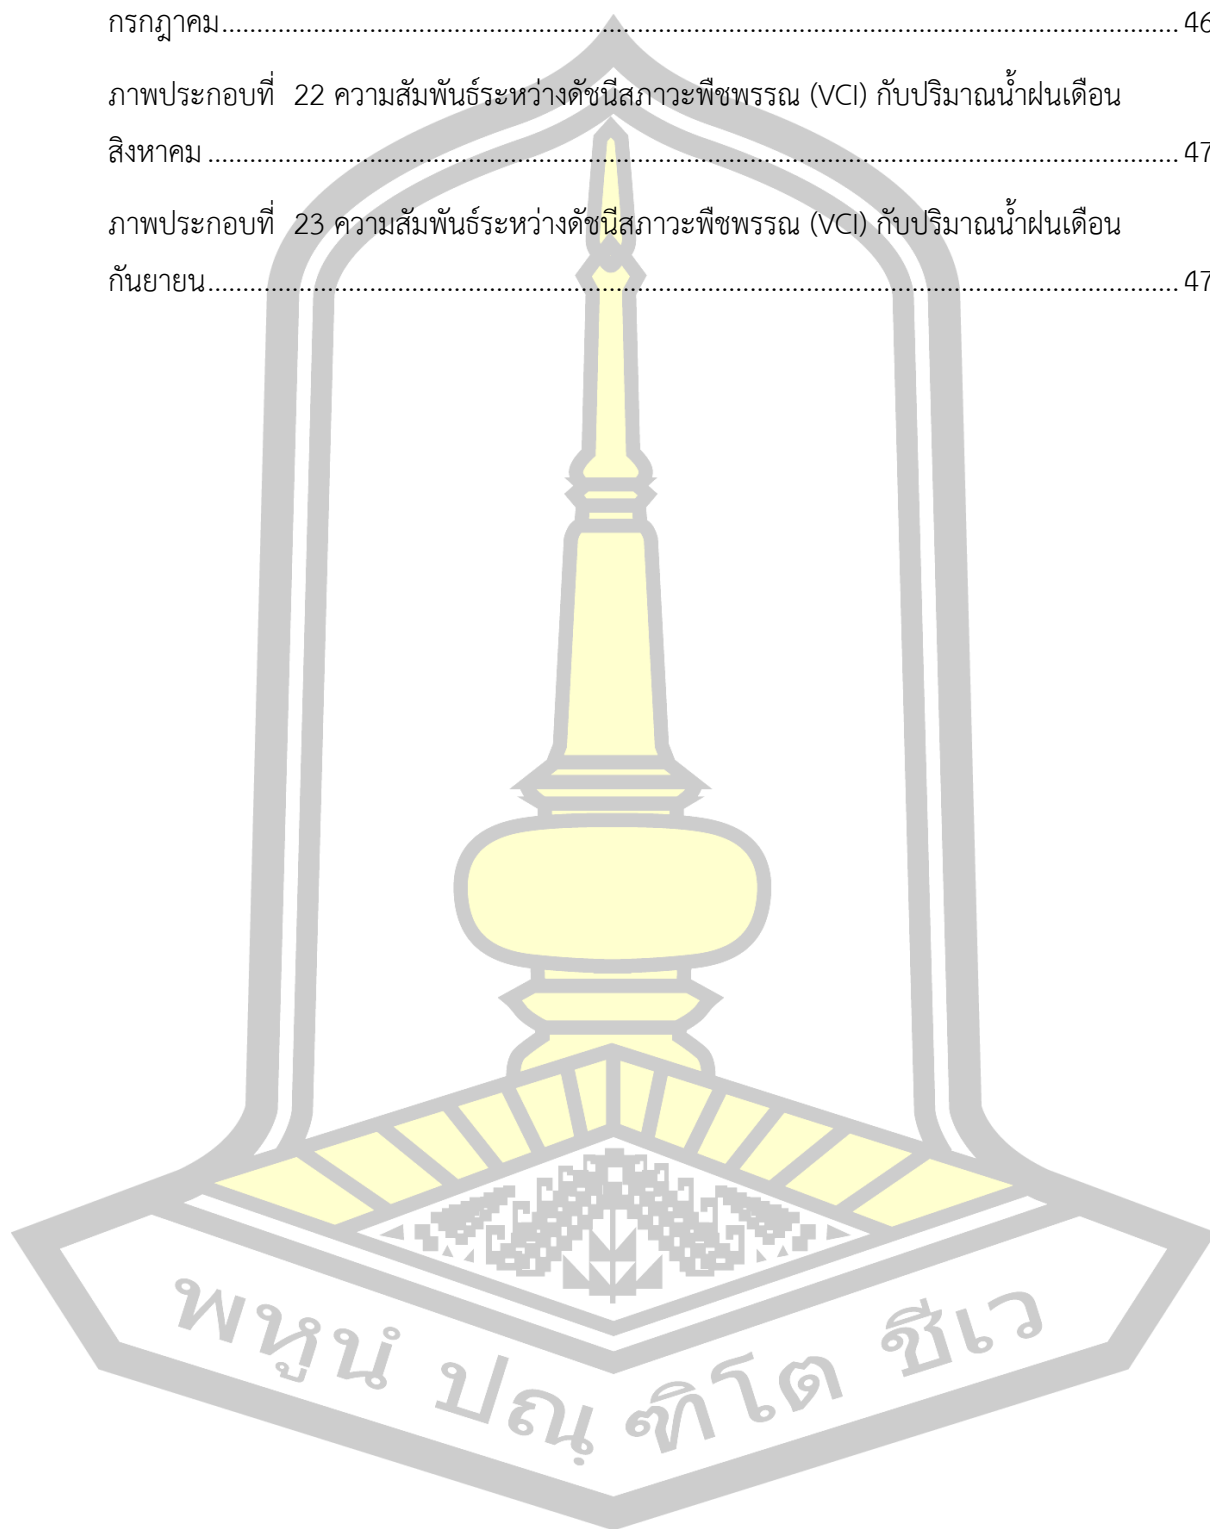 กรกฎาคม........................................................................................................................ 46
ภาพประกอบที่ 22 ความสัมพันธ์ระหว่างดัชนีสภาวะพืชพรรณ (VCI) กับปริมาณน้ำฝนเดือน
สิงหาคม ......................................................................................................................... 47
ภาพประกอบที่ 23 ความสัมพันธ์ระหว่างดัชนีสภาวะพืชพรรณ (VCI) กับปริมาณน้ำฝนเดือน
กันยายน.......................................................................................................................... 47
พหูนํ ปณฺฑิโต ชีเว